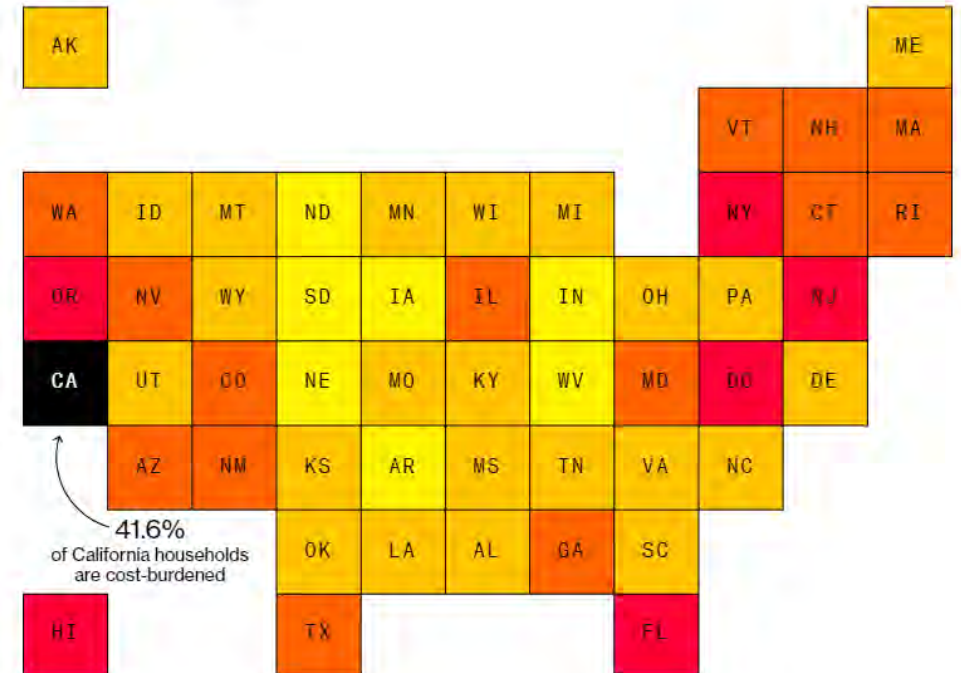 AK ME
VT NH MA
WA ID MT ND MN WI MI NY CT RI
OR NV WY SD IA IL IN OH PA NJ
CA UT CO NE MO KY WV MD DC DE
AZ NM KS AR MS TN VA NC
41.6%
of California households
are cost-burdened
OK LA AL GA SC
HI TX FL